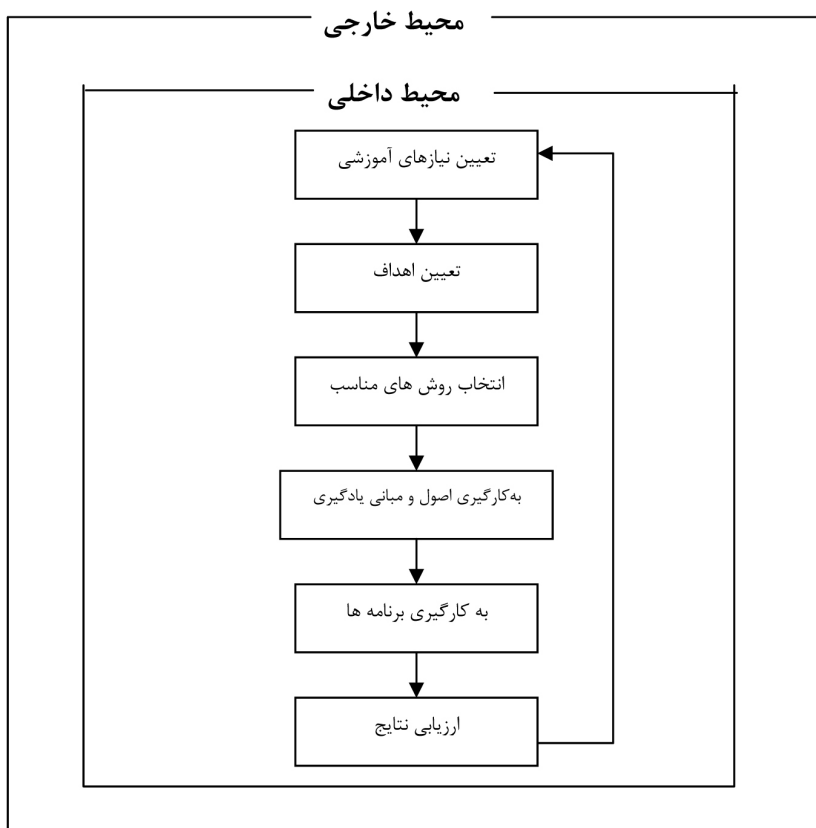 محیط خارجی
محیط داخلی
تعیین نیازهای آموزشی
تعیین اهداف
انتخاب روش های مناسب
به‌کارگیری اصول و مبانی یادگیری
به کارگیری برنامه ها
ارزیابی نتایج